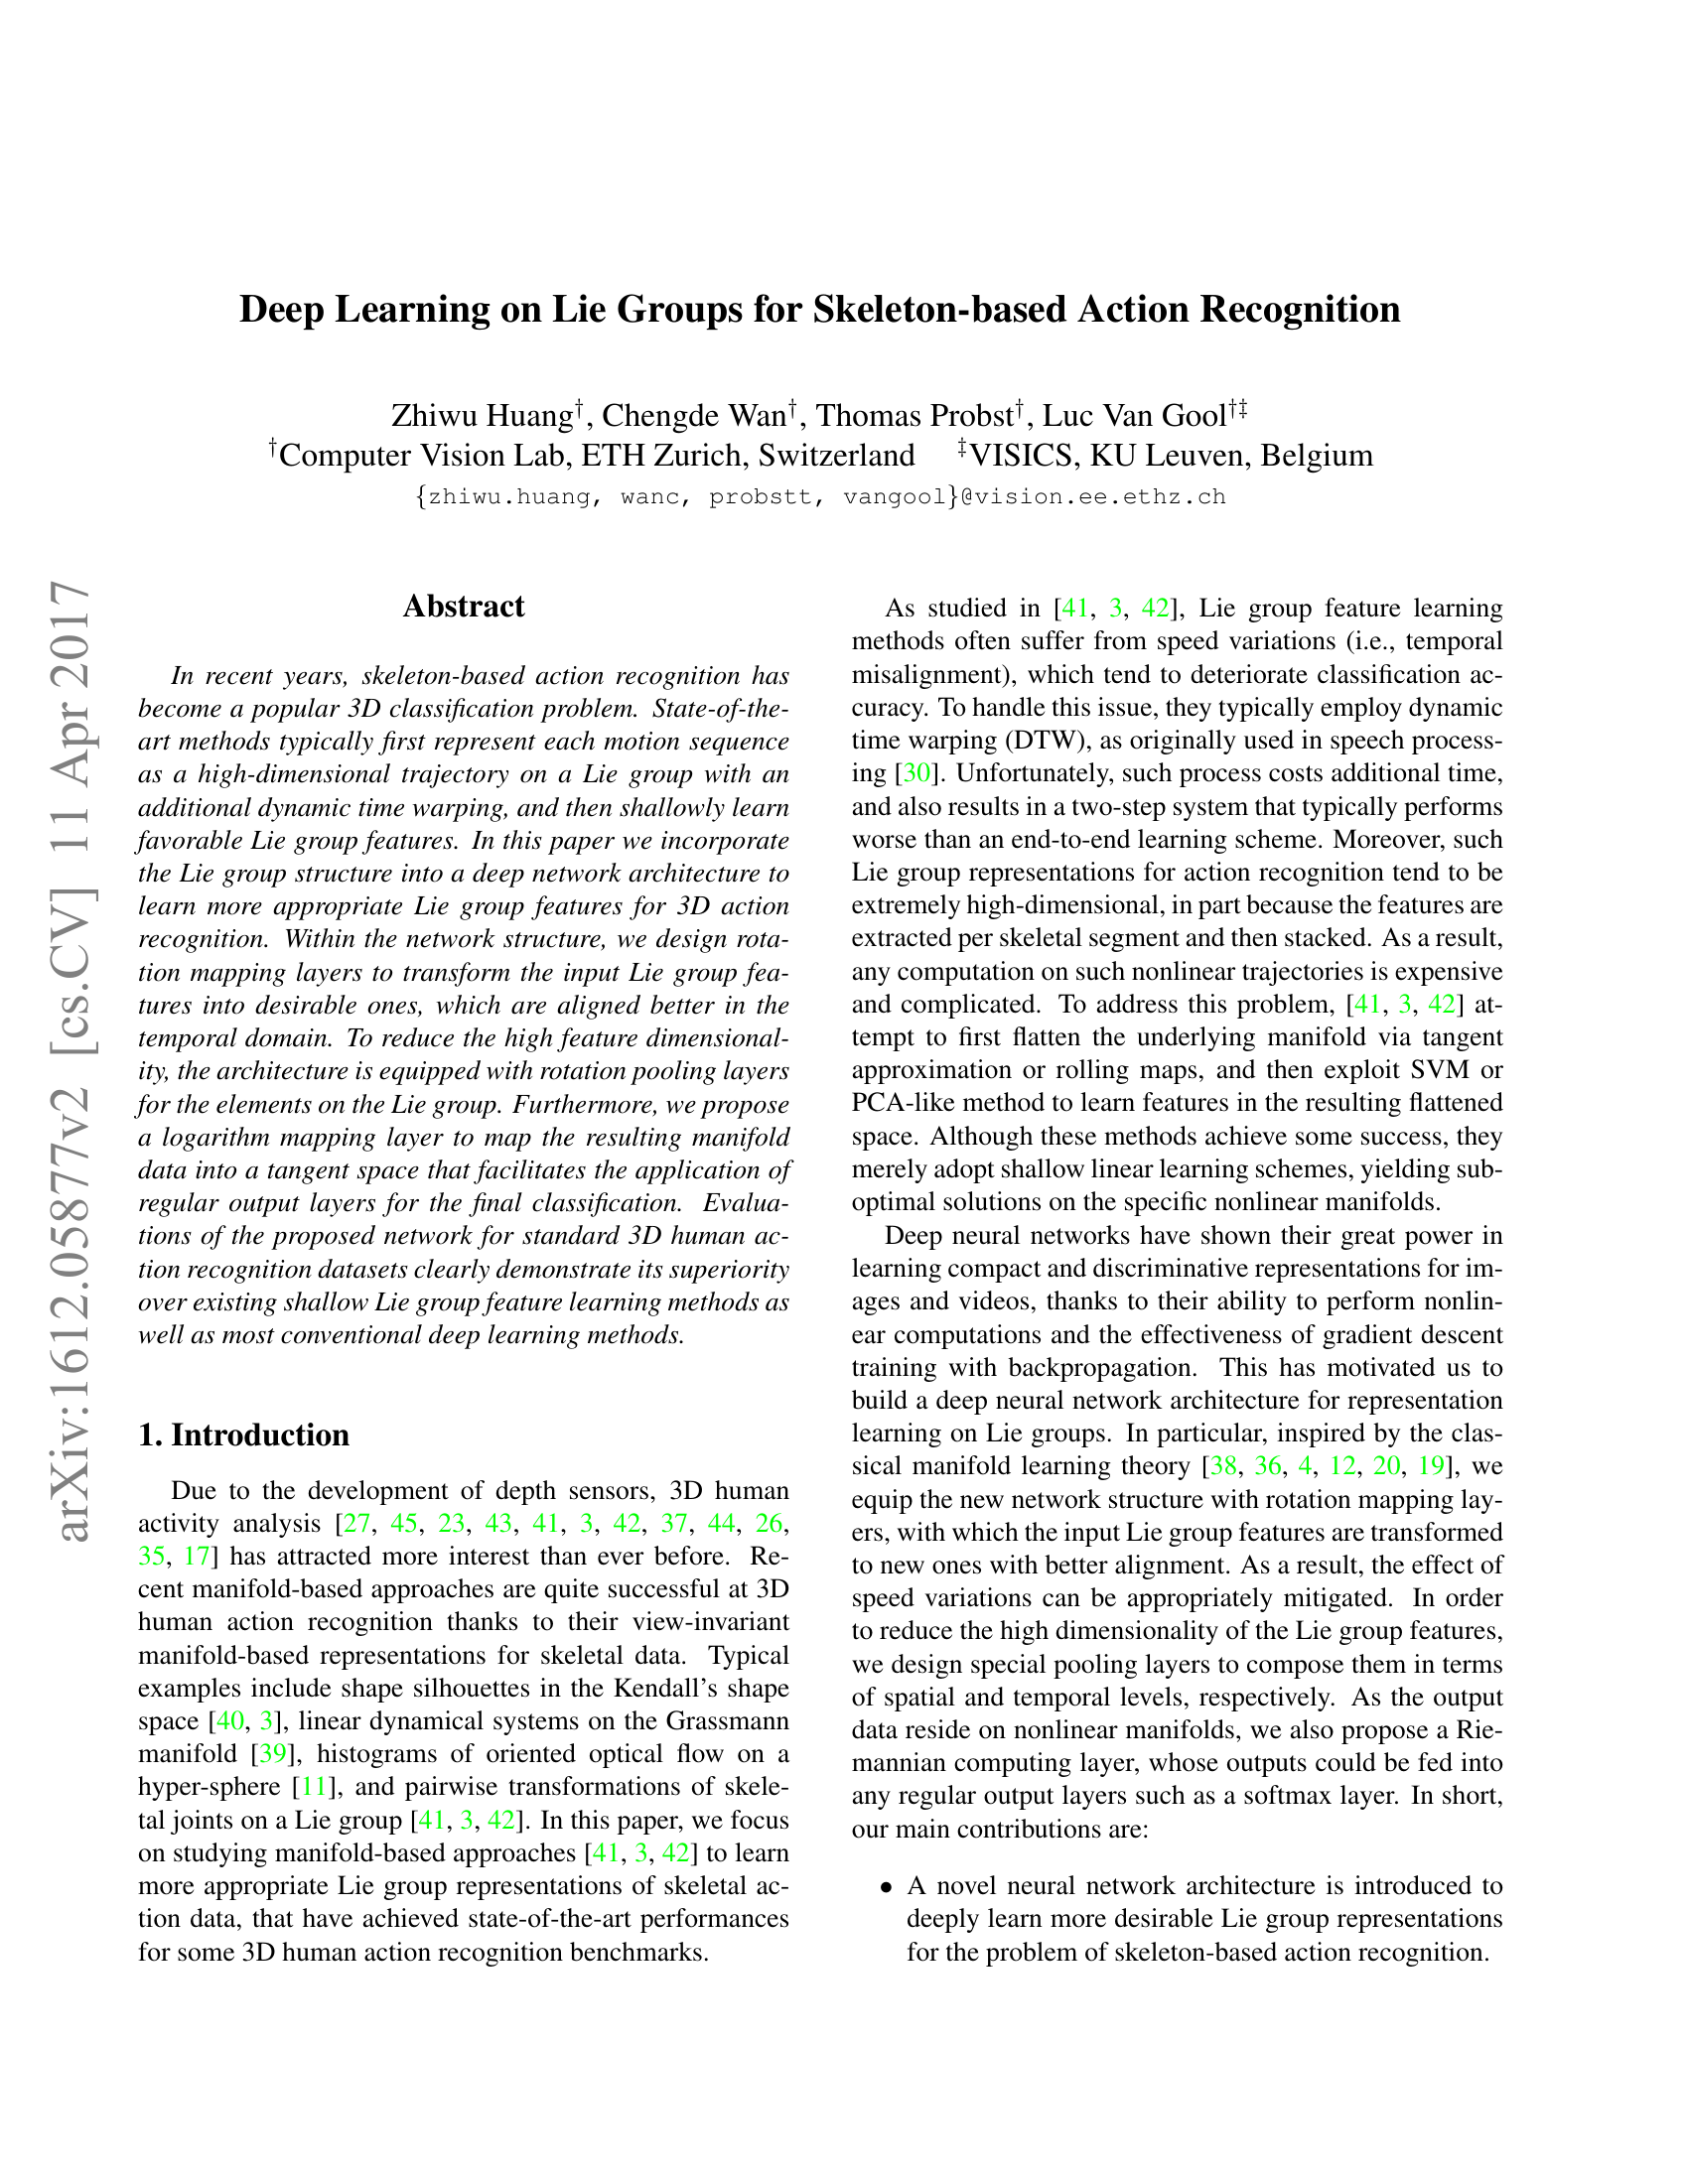 arXiv:1612.05877v2 [cs.CV] 11 Apr 2017
Deep Learning on Lie Groups for Skeleton-based Action Recognition
Zhiwu Huang†, Chengde Wan†, Thomas Probst†, Luc Van Gool†‡
†Computer Vision Lab, ETH Zurich, Switzerland ‡VISICS, KU Leuven, Belgium
{zhiwu.huang, wanc, probstt, vangool}@vision.ee.ethz.ch
Abstract
In recent years, skeleton-based action recognition has
become a popular 3D classification problem. State-of-the-
art methods typically first represent each motion sequence
as a high-dimensional trajectory on a Lie group with an
additional dynamic time warping, and then shallowly learn
favorable Lie group features. In this paper we incorporate
the Lie group structure into a deep network architecture to
learn more appropriate Lie group features for 3D action
recognition. Within the network structure, we design rota-
tion mapping layers to transform the input Lie group fea-
tures into desirable ones, which are aligned better in the
temporal domain. To reduce the high feature dimensional-
ity, the architecture is equipped with rotation pooling layers
for the elements on the Lie group. Furthermore, we propose
a logarithm mapping layer to map the resulting manifold
data into a tangent space that facilitates the application of
regular output layers for the final classification. Evalua-
tions of the proposed network for standard 3D human ac-
tion recognition datasets clearly demonstrate its superiority
over existing shallow Lie group feature learning methods as
well as most conventional deep learning methods.
1. Introduction
Due to the development of depth sensors, 3D human
activity analysis [27, 45, 23, 43, 41, 3, 42, 37, 44, 26,
35, 17] has attracted more interest than ever before. Re-
cent manifold-based approaches are quite successful at 3D
human action recognition thanks to their view-invariant
manifold-based representations for skeletal data. Typical
examples include shape silhouettes in the Kendall's shape
space [40, 3], linear dynamical systems on the Grassmann
manifold [39], histograms of oriented optical flow on a
hyper-sphere [11], and pairwise transformations of skele-
tal joints on a Lie group [41, 3, 42]. In this paper, we focus
on studying manifold-based approaches [41, 3, 42] to learn
more appropriate Lie group representations of skeletal ac-
tion data, that have achieved state-of-the-art performances
for some 3D human action recognition benchmarks.
As studied in [41, 3, 42], Lie group feature learning
methods often suffer from speed variations (i.e., temporal
misalignment), which tend to deteriorate classification ac-
curacy. To handle this issue, they typically employ dynamic
time warping (DTW), as originally used in speech process-
ing [30]. Unfortunately, such process costs additional time,
and also results in a two-step system that typically performs
worse than an end-to-end learning scheme. Moreover, such
Lie group representations for action recognition tend to be
extremely high-dimensional, in part because the features are
extracted per skeletal segment and then stacked. As a result,
any computation on such nonlinear trajectories is expensive
and complicated. To address this problem, [41, 3, 42] at-
tempt to first flatten the underlying manifold via tangent
approximation or rolling maps, and then exploit SVM or
PCA-like method to learn features in the resulting flattened
space. Although these methods achieve some success, they
merely adopt shallow linear learning schemes, yielding sub-
optimal solutions on the specific nonlinear manifolds.
Deep neural networks have shown their great power in
learning compact and discriminative representations for im-
ages and videos, thanks to their ability to perform nonlin-
ear computations and the effectiveness of gradient descent
training with backpropagation. This has motivated us to
build a deep neural network architecture for representation
learning on Lie groups. In particular, inspired by the clas-
sical manifold learning theory [38, 36, 4, 12, 20, 19], we
equip the new network structure with rotation mapping lay-
ers, with which the input Lie group features are transformed
to new ones with better alignment. As a result, the effect of
speed variations can be appropriately mitigated. In order
to reduce the high dimensionality of the Lie group features,
we design special pooling layers to compose them in terms
of spatial and temporal levels, respectively. As the output
data reside on nonlinear manifolds, we also propose a Rie-
mannian computing layer, whose outputs could be fed into
any regular output layers such as a softmax layer. In short,
our main contributions are:
• A novel neural network architecture is introduced to
deeply learn more desirable Lie group representations
for the problem of skeleton-based action recognition.